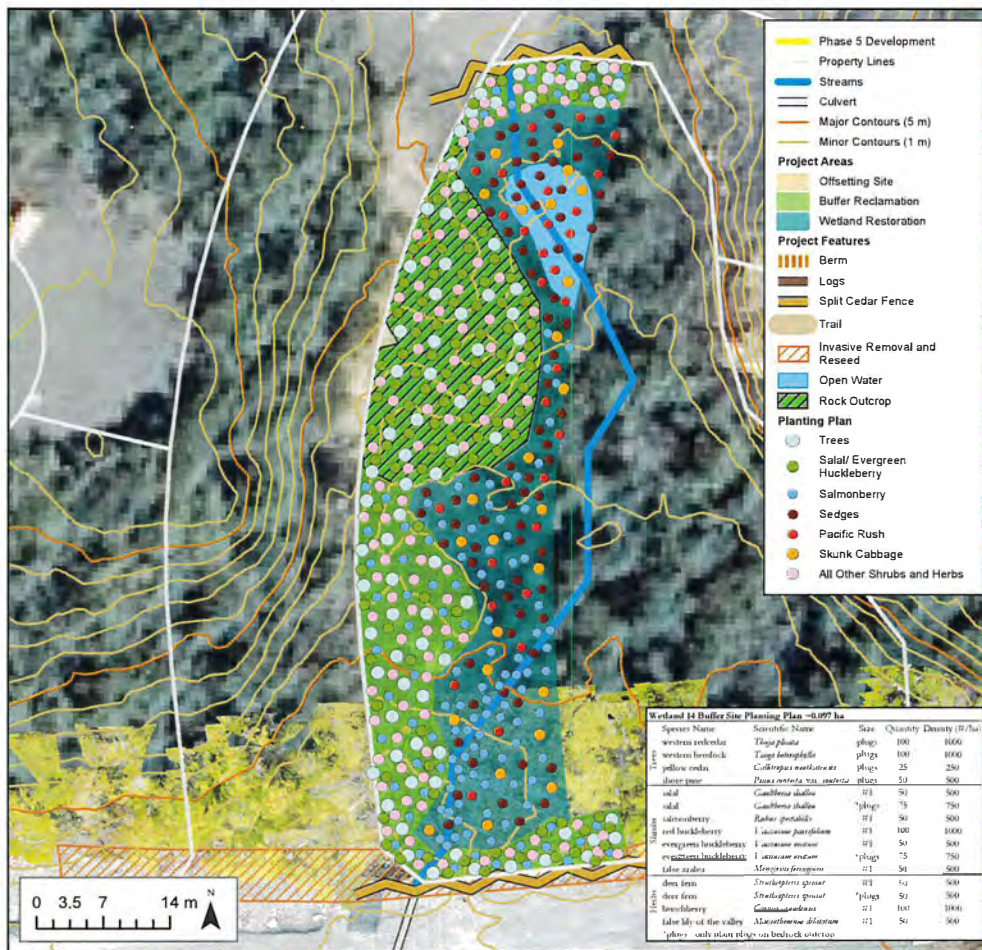 Phase 5 Development
Property Lines
Streams
Culvert
Major Contours (5 m)
Minor Contours (1 m)
Project Areas
Offsetting Site
Buffer Reclamation
Wetland Restoration
Project Features
Berm
Logs
Split Cedar Fence
Trail
Invasive Removal and
Reseed
Open Water
Rock Outcrop
Planting Plan
Trees
Salal/ Evergreen
Huckleberry
Salmonberry
Sedges
Pacific Rush
Skunk Cabbage
All Other Shrubs and Herbs
Wetland 14 Buffer Site Planting Plan ~0.097 ha
Species Name Scientific Name Size Quantity Density (#/ha)
Trees
western redcedar Thuja plicata plugs 100 1000
western hemlock Tsuga heterophylla plugs 100 1000
yellow cedar plugs 25 250
shore pine Pinus contorta var. contorta plugs 50 500
Shrubs
salal Gaultheria shallon #1 50 500
salal Gaultheria shallon *plugs 75 750
salmonberry Rubus spectabilis #1 50 500
red huckleberry Vaccinium parvifolium #1 100 1000
evergreen huckleberry Vaccinium ovatum #1 50 500
evergreen huckleberry Vaccinium ovatum *plugs 75 750
false azalea Menziesia ferruginea #1 50 500
Herbs
deer fern #1 50 500
deer fern *plugs 50 500
bunchberry Cornus canadensis #1 100 1000
false lily of the valley Maianthemum dilatatum #1 50 500
*plugs - only plant plugs on bedrock outcrop
0 3.5 7 14 m
N